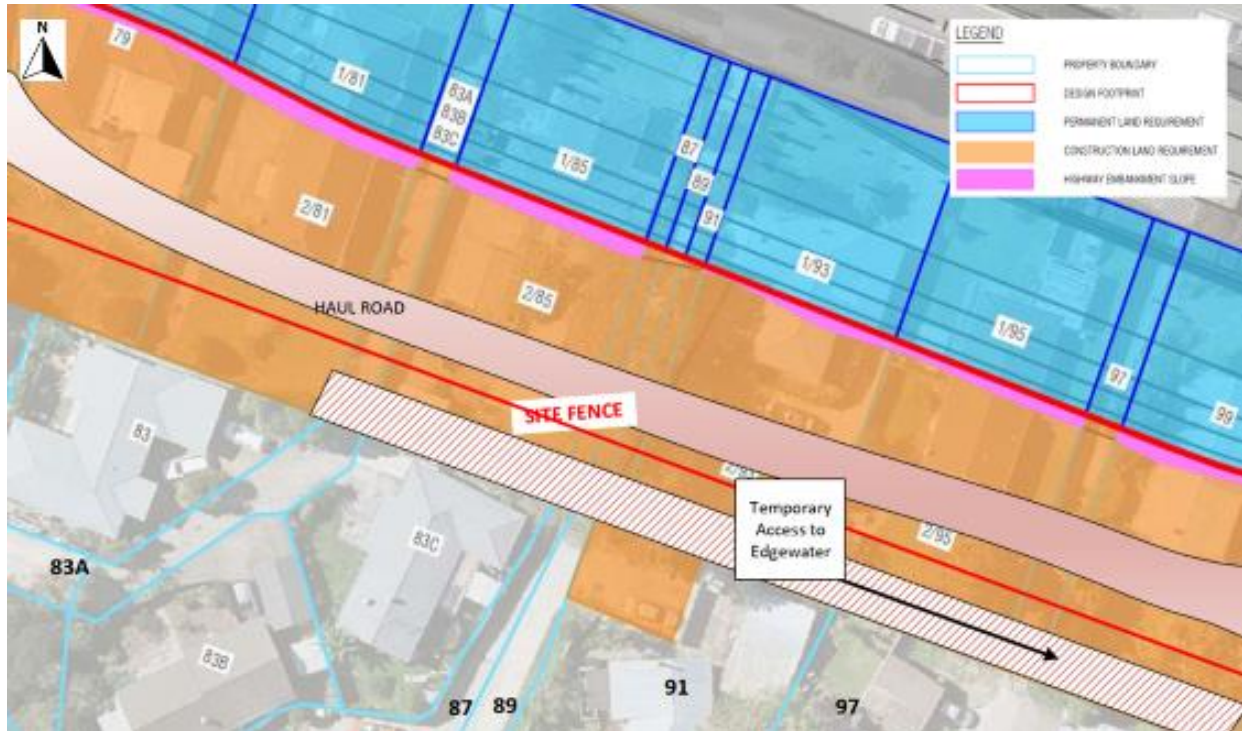 N
79
1/81
83A
83B
83C
1/85
87
89
91
1/93
1/95
97
99
LEGEND
PROPERTY BOUNDARY
DESIGN FOOTPRINT
PERMANENT LAND REQUIREMENT
CONSTRUCTION LAND REQUIREMENT
HIGHWAY EMBANKMENT SLOPE
2/81
2/85
HAUL ROAD
SITE FENCE
Temporary
Access to
Edgewater
2/95
83
83C
83A
83B
87
89
91
97